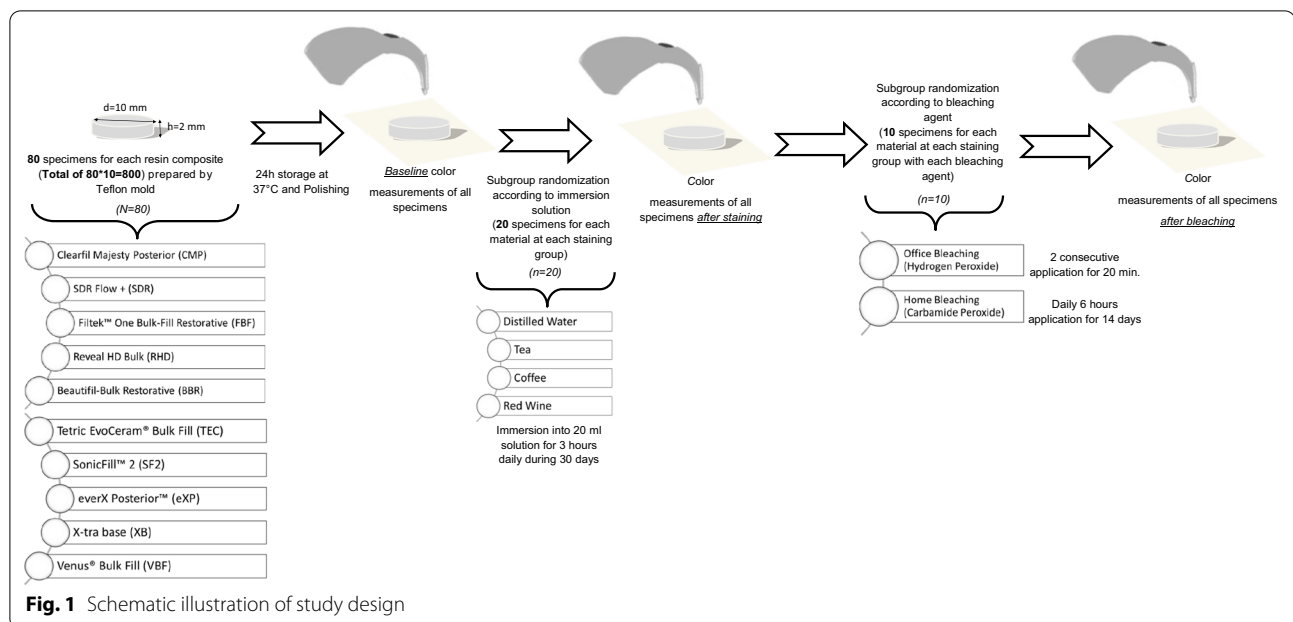 d=10 mm
h=2 mm
80 specimens for each resin composite
(Total of 80*10=800) prepared by
Teflon mold
(N=80)
Clearfil Majesty Posterior (CMP)
SDR Flow + (SDR)
Filtek™ One Bulk-Fill Restorative (FBF)
Reveal HD Bulk (RHD)
Beautifil-Bulk Restorative (BBR)
Tetric EvoCeram® Bulk Fill (TEC)
SonicFill™ 2 (SF2)
everX Posterior™ (eXP)
X-tra base (XB)
Venus® Bulk Fill (VBF)
24h storage at
37°C and Polishing
Baseline color
measurements of all
specimens
Subgroup randomization
according to immersion
solution
(20 specimens for each
material at each staining
group)
(n=20)
Distilled Water
Tea
Coffee
Red Wine
Immersion into 20 ml
solution for 3 hours
daily during 30 days
Color
measurements of all
specimens after staining
Subgroup randomization
according to bleaching
agent
(10 specimens for each
material at each staining
group with each bleaching
agent)
(n=10)
Office Bleaching
(Hydrogen Peroxide)
2 consecutive
application for 20 min.
Home Bleaching
(Carbamide Peroxide)
Daily 6 hours
application for 14 days
Color
measurements of all specimens
after bleaching
Fig. 1 Schematic illustration of study design